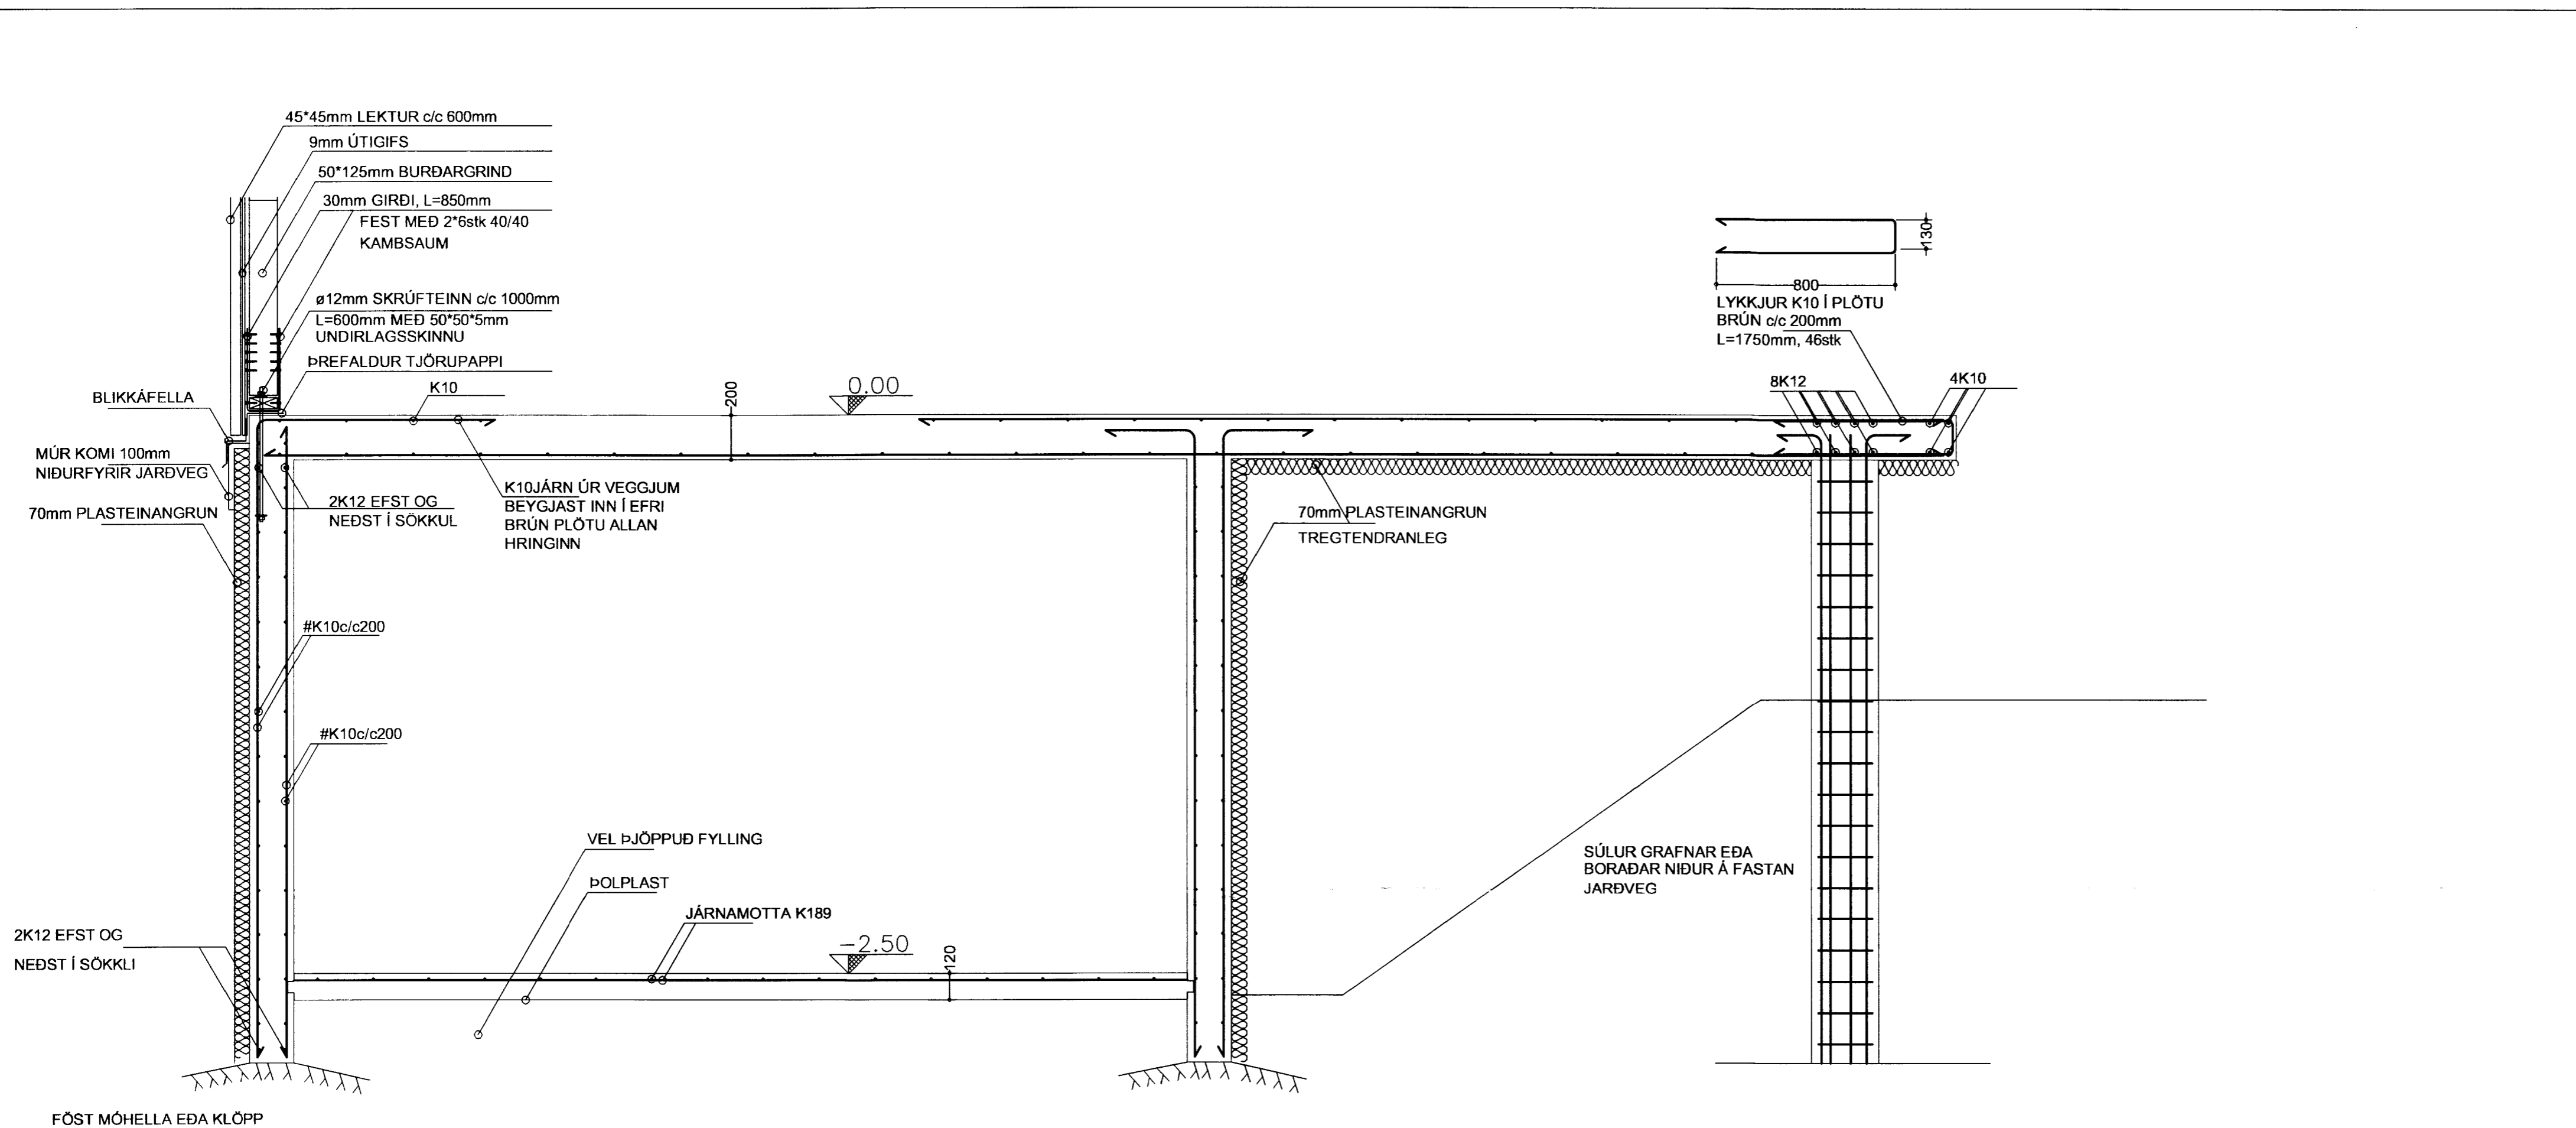 45*45mm LEKTUR c/c 600mm
9mm ÚTIGIFS
50*125mm BURÐARGRIND
30mm GIRÐI, L=850mm
FEST MEÐ 2*6stk 40/40
KAMBSAUM
ø12mm SKRÚFTEINN c/c 1000mm
L=600mm MEÐ 50*50*5mm
UNDIRLAGSSKINNU
ÞREFALDUR TJÖRUPAPPI
K10
BLIKKÁFELLA
MÚR KOMI 100mm
NIÐURFYRIR JARÐVEG
70mm PLASTEINANGRUN
2K12 EFST OG
NEÐST Í SÖKKUL
K10JÁRN ÚR VEGGJUM
BEYGJAST INN Í EFRI
BRÚN PLÖTU ALLAN
HRINGINN
200
0.00
130
800
LYKKJUR K10 Í PLÖTU
BRÚN c/c 200mm
L=1750mm, 46stk
8K12
4K10
70mm PLASTEINANGRUN
TREGTENDRANLEG
#K10c/c200
#K10c/c200
VEL ÞJÖPPUÐ FYLLING
ÞOLPLAST
JÁRNAMOTTA K189
-2.50
120
SÚLUR GRAFNAR EÐA
BORAÐAR NIÐUR Á FASTAN
JARÐVEG
2K12 EFST OG
NEÐST Í SÖKKLI
FÖST MÓHELLA EÐA KLÖPP